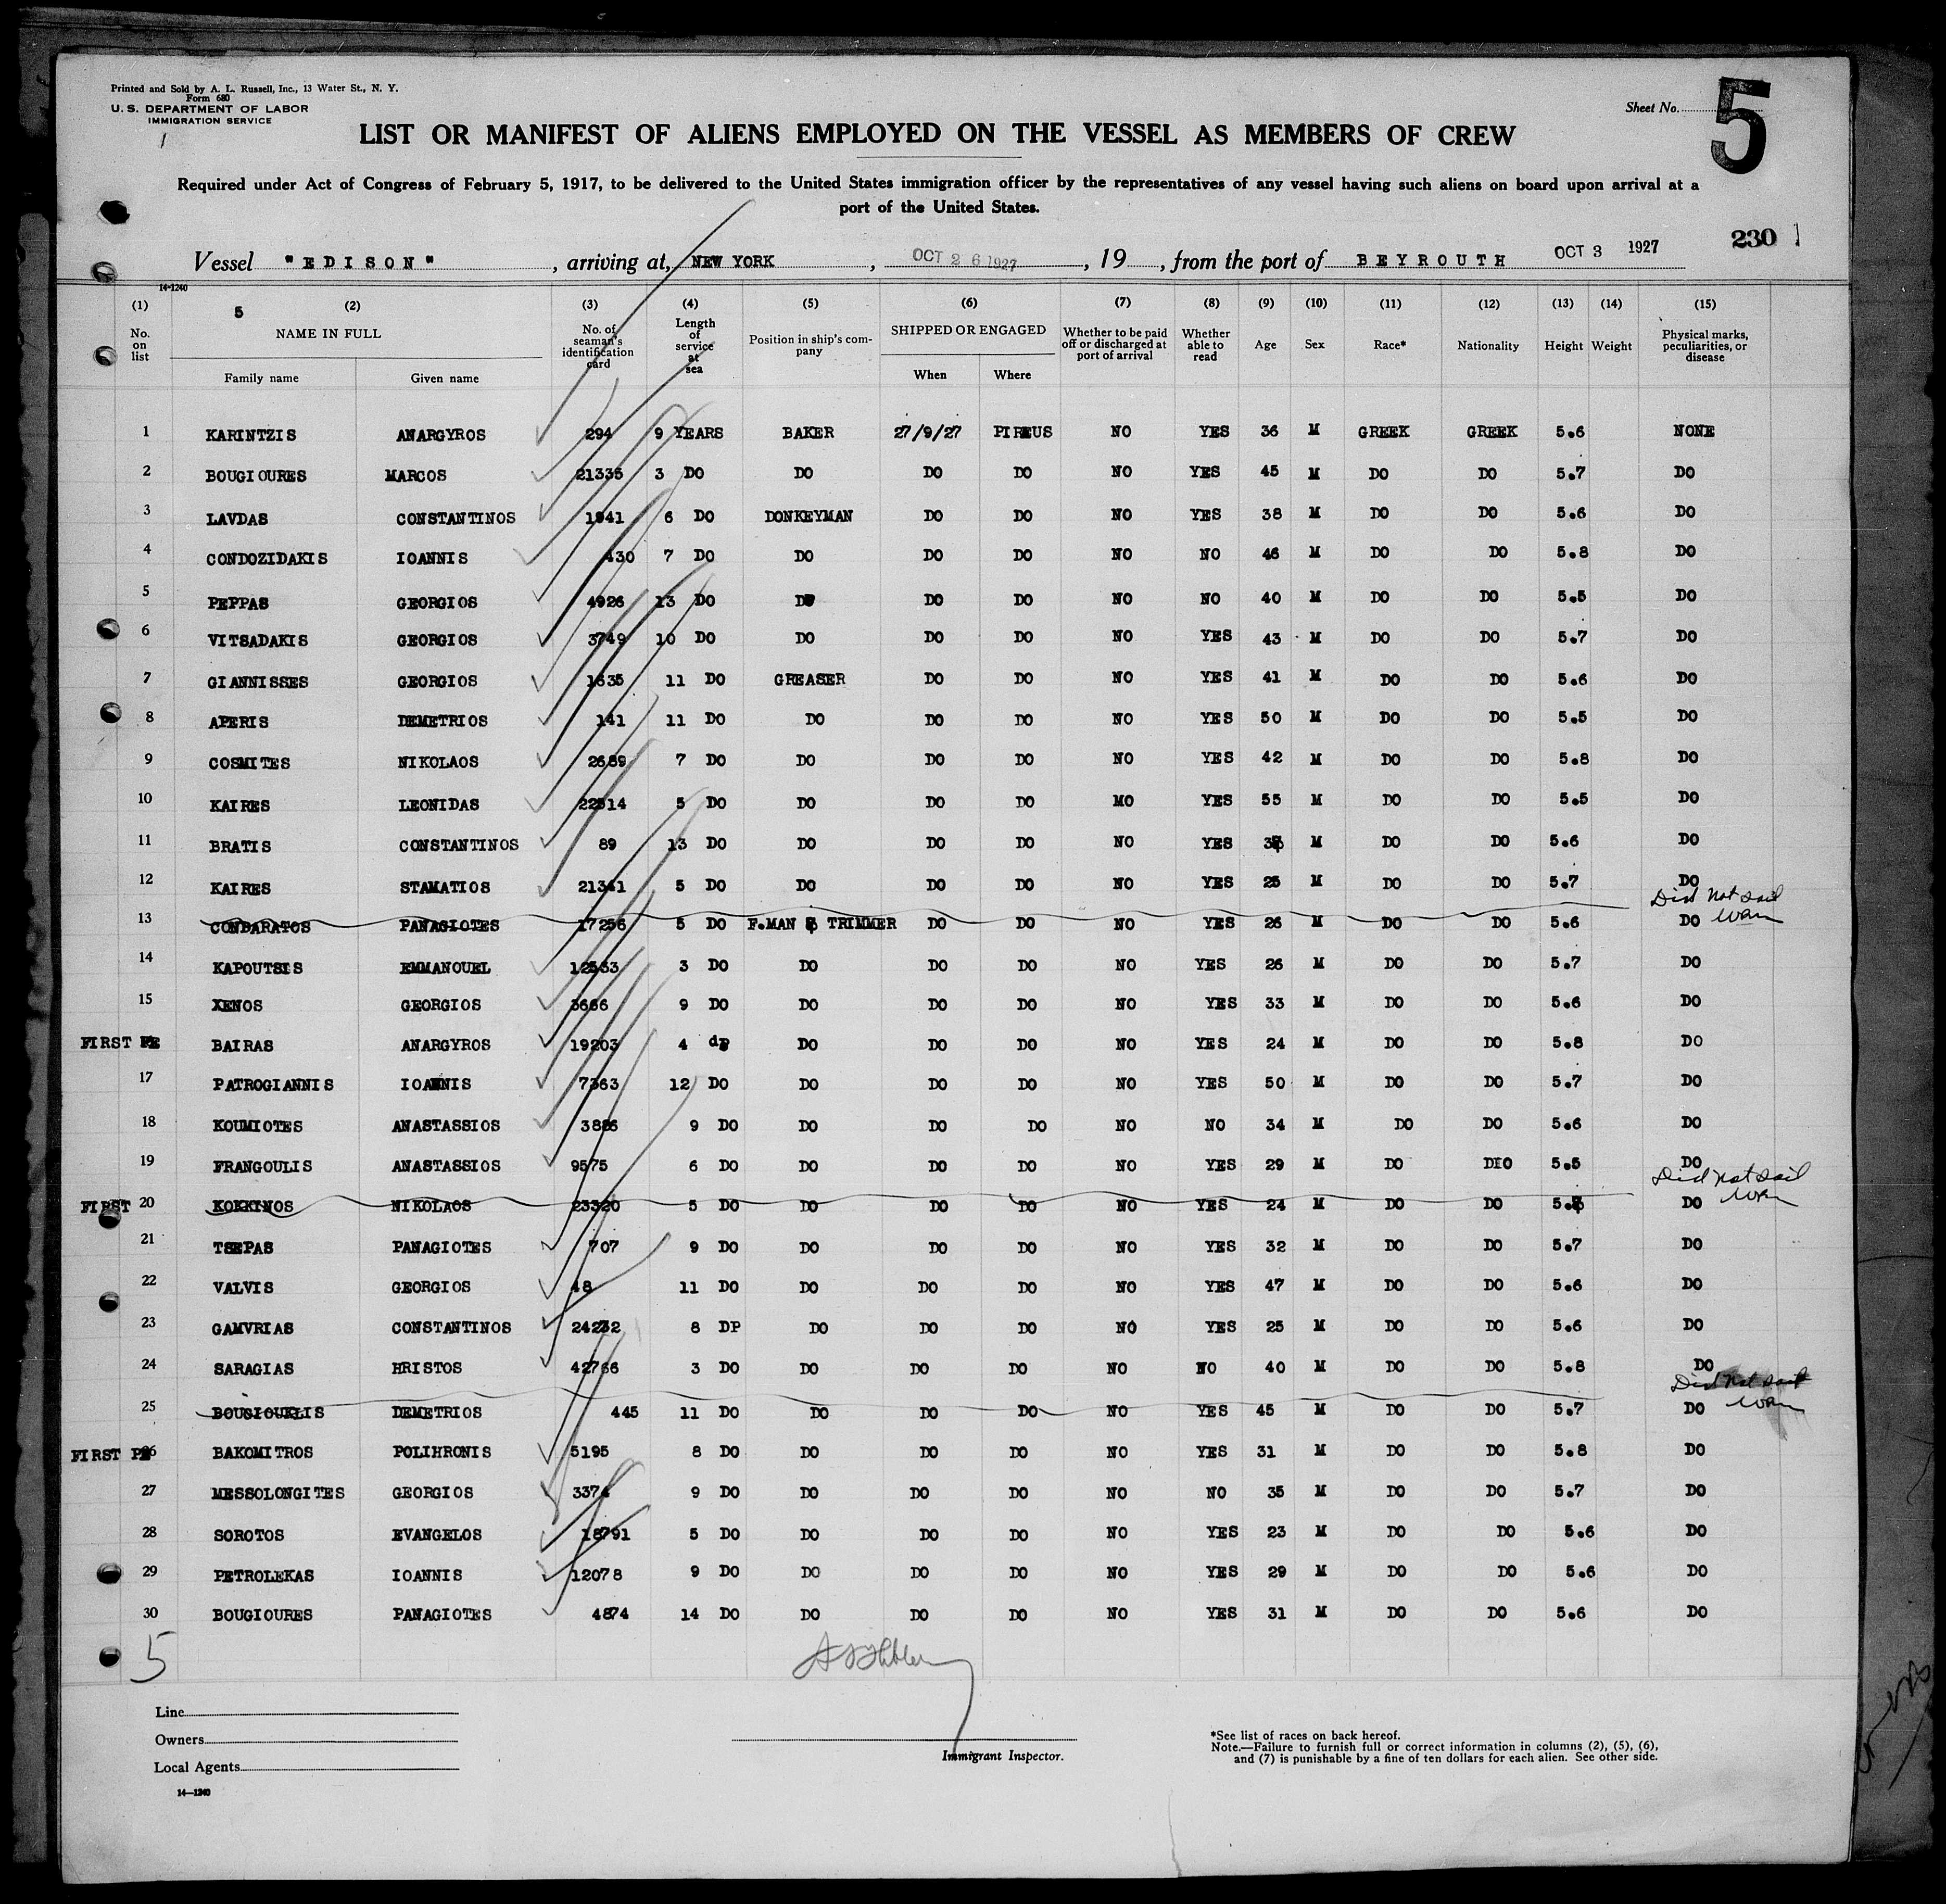 Printed and Sold by A. L. Russell, Inc., 13 Water St., N. Y.
Form 680
U. S. DEPARTMENT OF LABOR
IMMIGRATION SERVICE
Sheet No. 5
LIST OR MANIFEST OF ALIENS EMPLOYED ON THE VESSEL AS MEMBERS OF CREW
Required under Act of Congress of February 5, 1917, to be delivered to the United States immigration officer by the representatives of any vessel having such aliens on board upon arrival at a
port of the United States.
230
Vessel "EDISON", arriving at, NEW YORK, OCT 26 1927, 19, from the port of BEYROUTH OCT 3 1927
14-1240
(1) 5 (2) (3) (4) (5) (6) (7) (8) (9) (10) (11) (12) (13) (14) (15)
No. on list NAME IN FULL Family name Given name No. of seaman's identification card Length of service at sea Position in ship's company SHIPPED OR ENGAGED When Where Whether to be paid off or discharged at port of arrival Whether able to read Age Sex Race* Nationality Height Weight Physical marks, peculiarities, or disease
1 KARINTZIS ANARGYROS 294 9 YEARS BAKER 27/9/27 PIREUS NO YES 36 M GREEK GREEK 5.6 NONE
2 BOUGIOURES MARCOS 21335 3 DO DO DO DO NO YES 45 M DO DO 5.7 DO
3 LAVDAS CONSTANTINOS 1941 6 DO DONKEYMAN DO DO NO YES 38 M DO DO 5.6 DO
4 CONDOZIDAKIS IOANNIS 430 7 DO DO DO DO NO NO 46 M DO DO 5.8 DO
5 PEPPAS GEORGIOS 4926 13 DO DO DO DO NO NO 40 M DO DO 5.5 DO
6 VITSADAKIS GEORGIOS 3749 10 DO DO DO DO NO YES 43 M DO DO 5.7 DO
7 GIANNISSES GEORGIOS 1635 11 DO GREASER DO DO NO YES 41 M DO DO 5.6 DO
8 APERIS DEMETRIOS 141 11 DO DO DO DO NO YES 50 M DO DO 5.5 DO
9 COSMITES NIKOLAOS 2689 7 DO DO DO DO NO YES 42 M DO DO 5.8 DO
10 KAIRES LEONIDAS 22514 5 DO DO DO DO MO YES 55 M DO DO 5.5 DO
11 BRATIS CONSTANTINOS 89 13 DO DO DO DO NO YES M DO DO 5.6 DO
12 KAIRES STAMATIOS 21341 5 DO DO DO DO NO YES 25 M DO DO 5.7 DO
Did not sail
13 CONDARATOS PANAGIOTES 17256 5 DO F.MAN & TRIMMER DO DO NO YES 26 M DO DO 5.6 DO
14 KAPOUTSIS EMMANOUEL 12533 3 DO DO DO DO NO YES 26 M DO DO 5.7 DO
15 XENOS GEORGIOS 3666 9 DO DO DO DO NO YES 33 M DO DO 5.6 DO
FIRST BAIRAS ANARGYROS 19203 4 DO DO DO NO YES 24 M DO DO 5.8 DO
17 PATROGIANNIS IOANNIS 7363 12 DO DO DO DO NO YES 50 M DO DO 5.7 DO
18 KOUMIOTES ANASTASSIOS 3886 9 DO DO DO DO NO NO 34 M DO DO 5.6 DO
19 FRANGOULIS ANASTASSIOS 9575 6 DO DO DO DO NO YES 29 M DO DIO 5.5 DO
Did not sail
FIRST 20 KOKKINOS NIKOLAOS 23320 5 DO DO DO DO NO YES 24 M DO DO DO
21 TSEPAS PANAGIOTES 707 9 DO DO DO DO NO YES 32 M DO DO 5.7 DO
22 VALVIS GEORGIOS 48 11 DO DO DO DO NO YES 47 M DO DO 5.6 DO
23 GAMVRIAS CONSTANTINOS 24232 8 DP DO DO DO NO YES 25 M DO DO 5.6 DO
24 SARAGIAS HRISTOS 42766 3 DO DO DO DO NO NO 40 M DO DO 5.8 DO
Did not sail
25 BOUGIOUKLIS DEMETRIOS 445 11 DO DO DO DO NO YES 45 M DO DO 5.7 DO
FIRST 26 BAKOMITROS POLIHRONIS 5195 8 DO DO DO DO NO YES 31 M DO DO 5.8 DO
27 MESSOLONGITES GEORGIOS 3374 9 DO DO DO DO NO NO 35 M DO DO 5.7 DO
28 SOROTOS EVANGELOS 18791 5 DO DO DO DO NO YES 23 M DO DO 5.6 DO
29 PETROLEKAS IOANNIS 12078 9 DO DO DO DO NO YES 29 M DO DO 5.6 DO
30 BOUGIOURES PANAGIOTES 4874 14 DO DO DO DO NO YES 31 M DO DO 5.6 DO
5
Line
Owners
Local Agents
Immigrant Inspector.
*See list of races on back hereof.
Note.—Failure to furnish full or correct information in columns (2), (5), (6),
and (7) is punishable by a fine of ten dollars for each alien. See other side.
14—1240